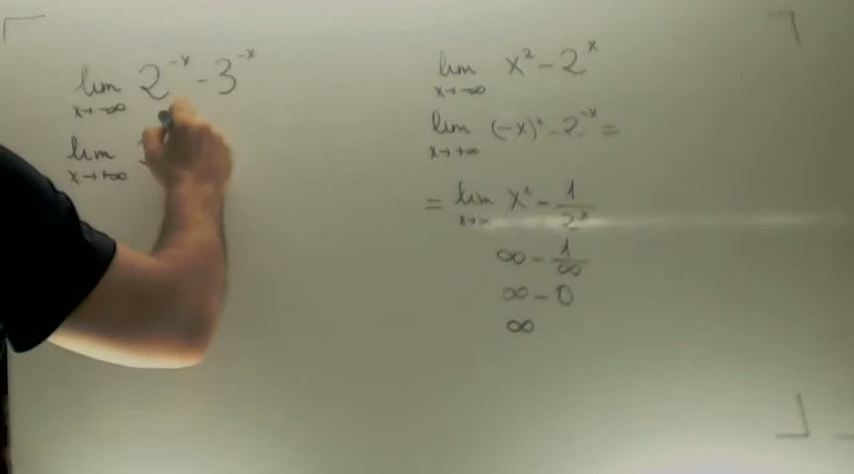 lim 2^{-x} - 3^{-x}
x→-∞
lim
x→+∞
lim x² - 2^x
x→-∞
lim (-x)² - 2^{-x} =
x→+∞
= lim x² - 1/2^x
∞ - 1/∞
∞ - 0
∞